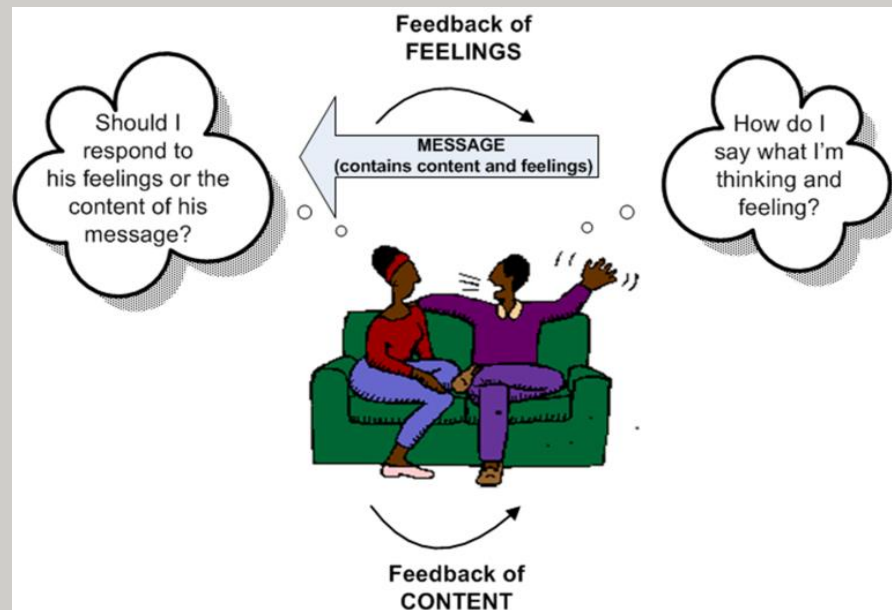 Feedback of
FEELINGS
Should I
respond to
his feelings or the
content of his
message?
MESSAGE
(contains content and feelings)
How do I
say what I'm
thinking and
feeling?
Feedback of
CONTENT